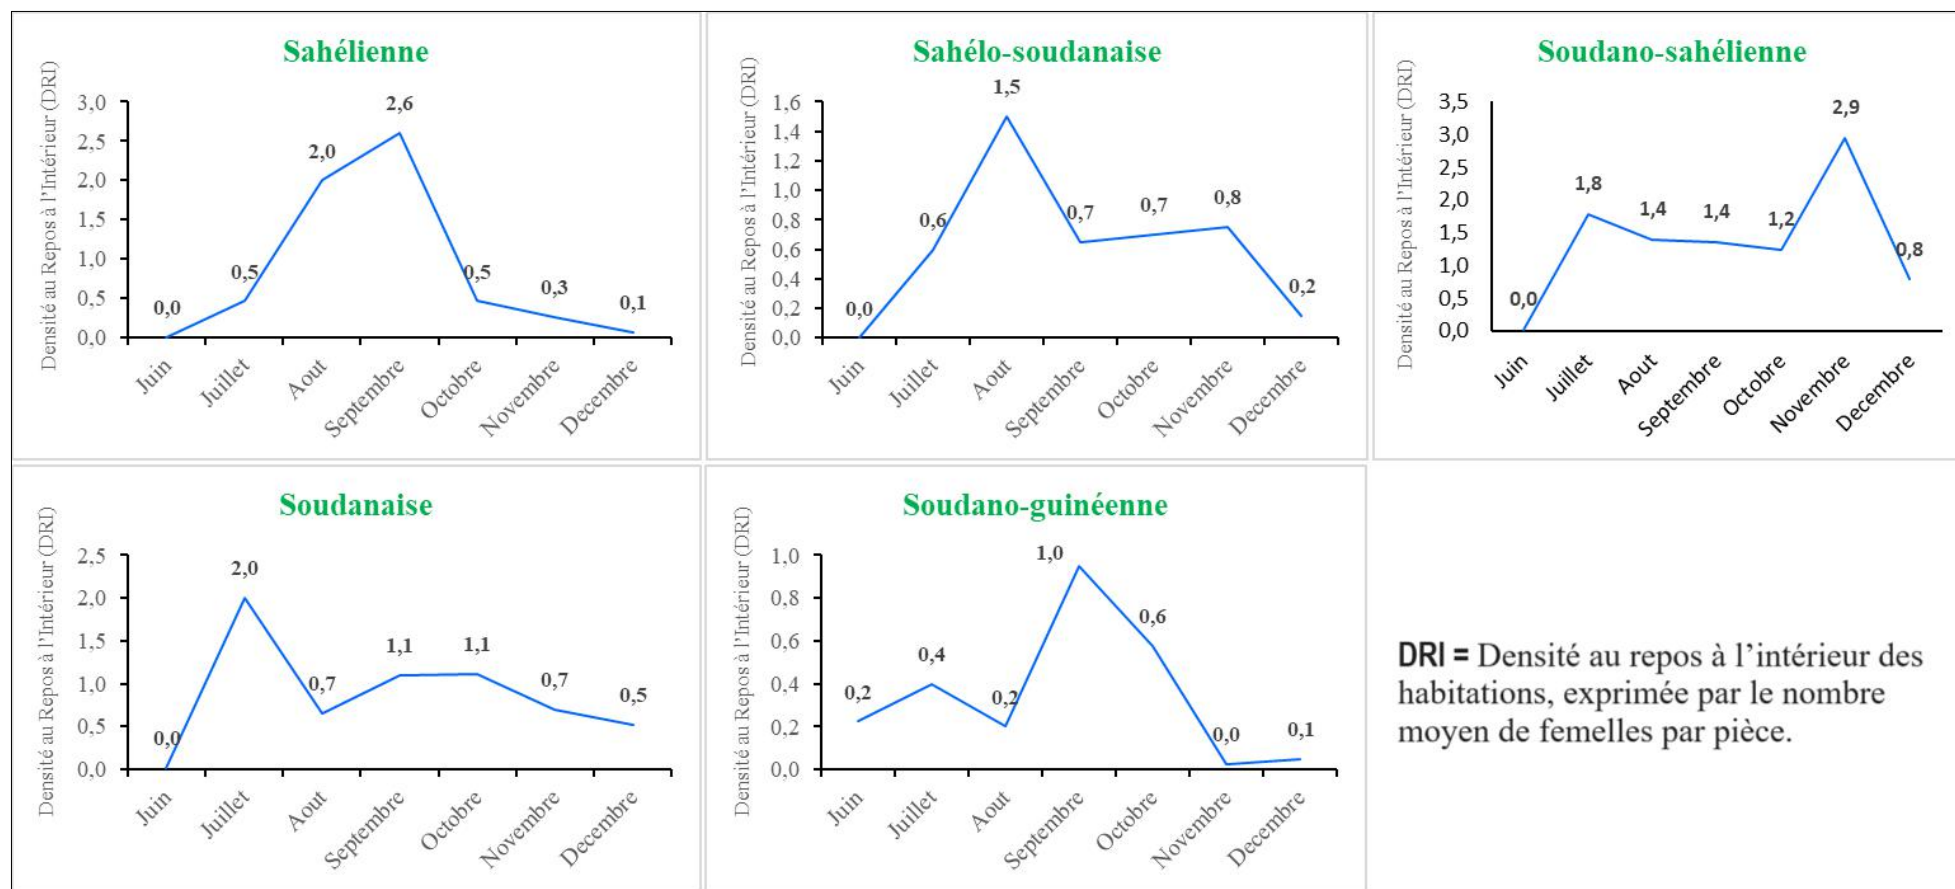 Sahélienne
Densité au Repos à l'Intérieur (DRI)
3,0
2,5
2,0
1,5
1,0
0,5
0,0
0,0
0,5
2,0
2,6
0,5
0,3
0,1
Juin
Juillet
Aout
Septembre
Octobre
Novembre
Decembre
Sahélo-soudanaise
Densité au Repos à l'Intérieur (DRI)
1,6
1,4
1,2
1,0
0,8
0,6
0,4
0,2
0,0
0,0
0,6
1,5
0,7
0,7
0,8
0,2
Juin
Juillet
Aout
Septembre
Octobre
Novembre
Decembre
Soudano-sahélienne
Densité au Repos à l'Intérieur (DRI)
3,5
3,0
2,5
2,0
1,5
1,0
0,5
0,0
0,0
1,8
1,4
1,4
1,2
2,9
0,8
Juin
Juillet
Aout
Septembre
Octobre
Novembre
Decembre
Soudanaise
Densité au Repos à l'Intérieur (DRI)
2,5
2,0
1,5
1,0
0,5
0,0
0,0
2,0
0,7
1,1
1,1
0,7
0,5
Juin
Juillet
Aout
Septembre
Octobre
Novembre
Decembre
Soudano-guinéenne
Densité au Repos à l'Intérieur (DRI)
1,0
0,8
0,6
0,4
0,2
0,0
0,2
0,4
0,2
1,0
0,6
0,0
0,1
Juin
Juillet
Aout
Septembre
Octobre
Novembre
Decembre
DRI = Densité au repos à l'intérieur des
habitations, exprimée par le nombre
moyen de femelles par pièce.